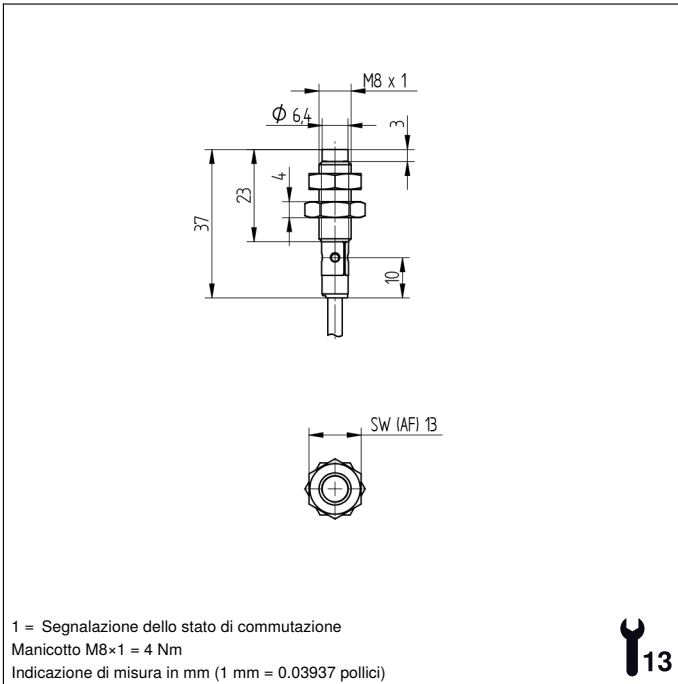 M8 x 1
Φ 6,4
3
4
23
37
10
SW (AF) 13
1 = Segnalazione dello stato di commutazione
Manicotto M8×1 = 4 Nm
Indicazione di misura in mm (1 mm = 0.03937 pollici)
13